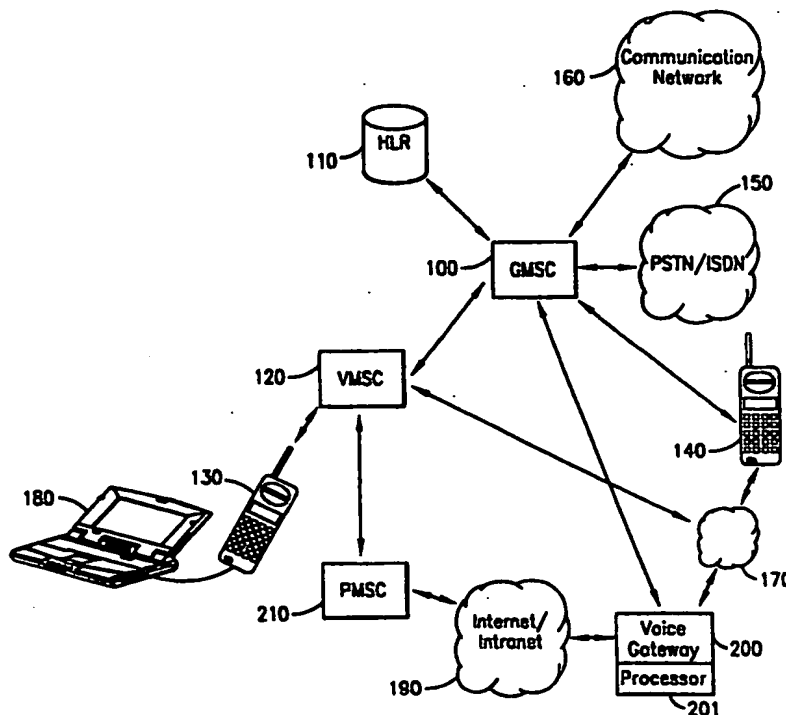 Communication
Network
160
HLR
110
150
PSTN/ISDN
100
GMSC
120
VMSC
140
130
180
170
PMSC
210
Internet/
Intranet
190
Voice
Gateway
200
Processor
201